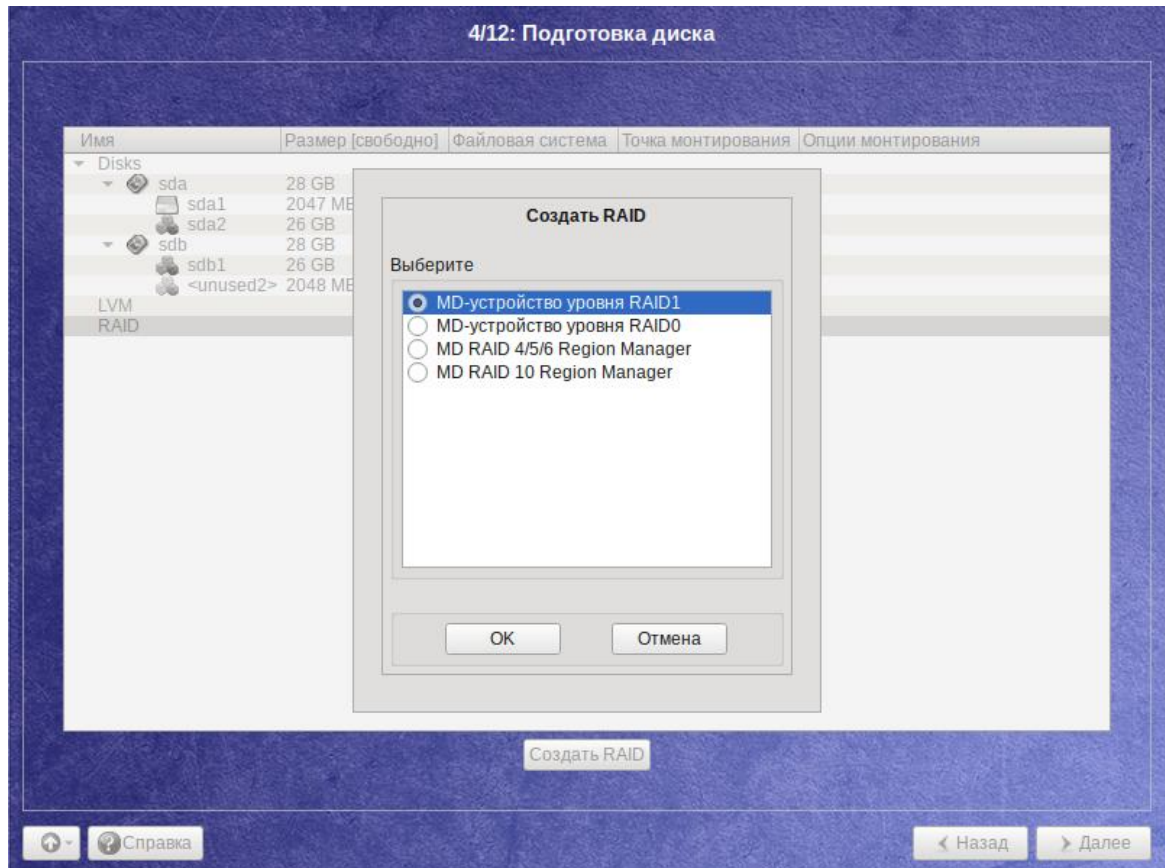 4/12: Подготовка диска
Имя Размер [свободно] Файловая система Точка монтирования Опции монтирования
Disks
sda 28 GB
sda1 2047 MB
sda2 26 GB
sdb 28 GB
sdb1 26 GB
<unused2> 2048 MB
LVM
RAID
Создать RAID
Выберите
MD-устройство уровня RAID1
MD-устройство уровня RAID0
MD RAID 4/5/6 Region Manager
MD RAID 10 Region Manager
OK Отмена
Создать RAID
Справка Назад Далее